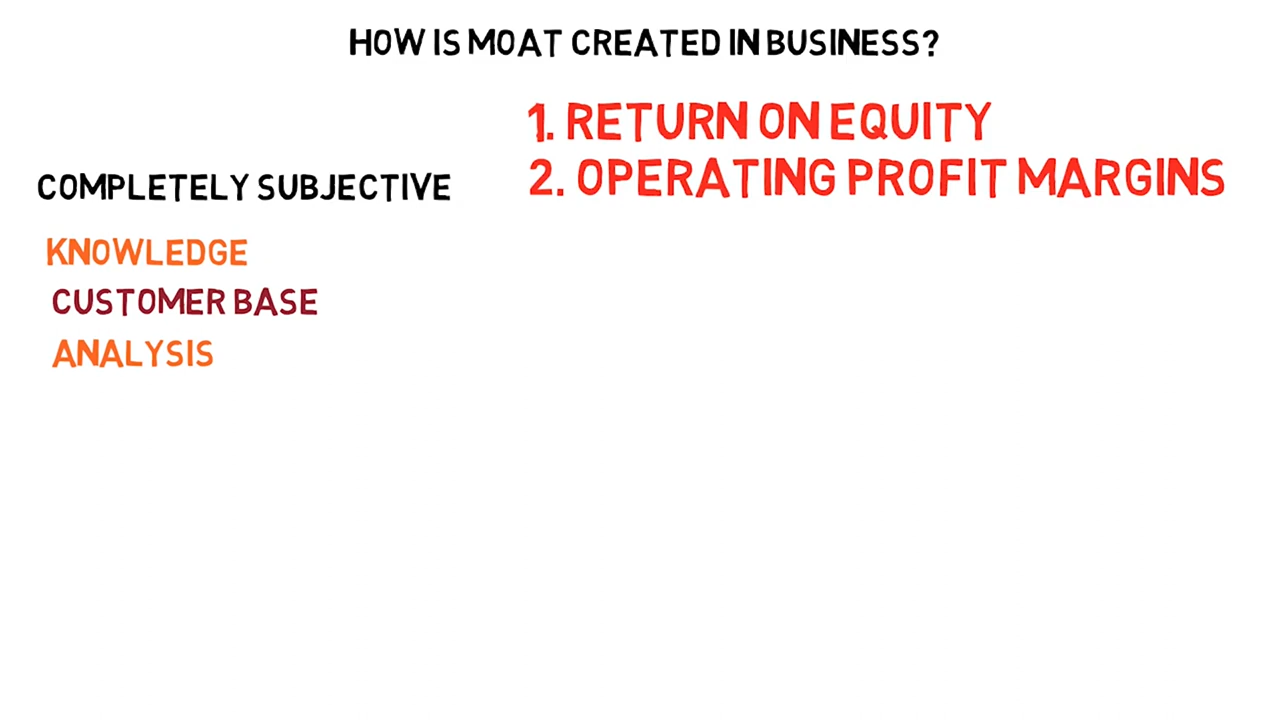 HOW IS MOAT CREATED IN BUSINESS?
COMPLETELY SUBJECTIVE
KNOWLEDGE
CUSTOMER BASE
ANALYSIS
1. RETURN ON EQUITY
2. OPERATING PROFIT MARGINS